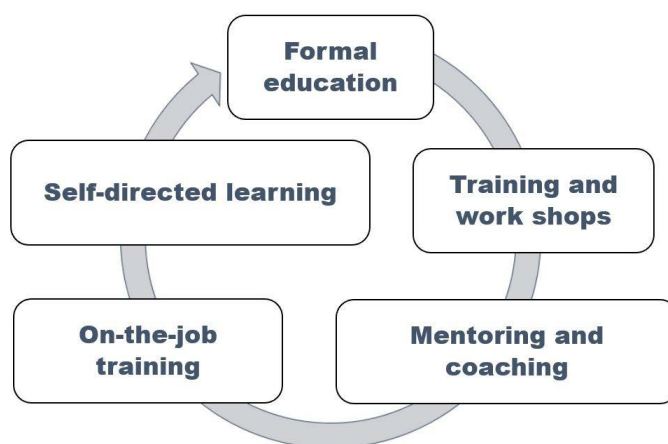 Formal
education
Training and
work shops
Mentoring and
coaching
On-the-job
training
Self-directed learning